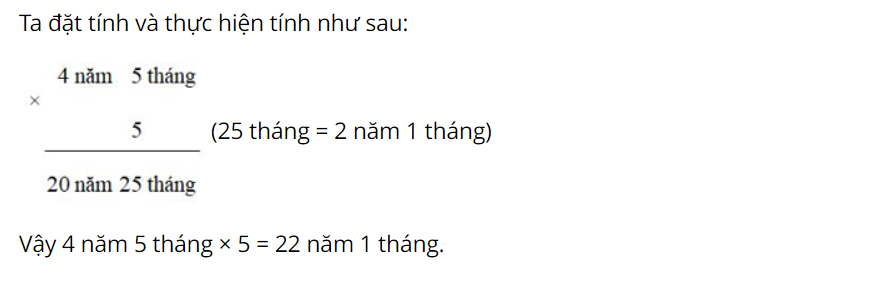 Ta đặt tính và thực hiện tính như sau:
4 năm 5 tháng
×
5 (25 tháng = 2 năm 1 tháng)
20 năm 25 tháng
Vậy 4 năm 5 tháng × 5 = 22 năm 1 tháng.